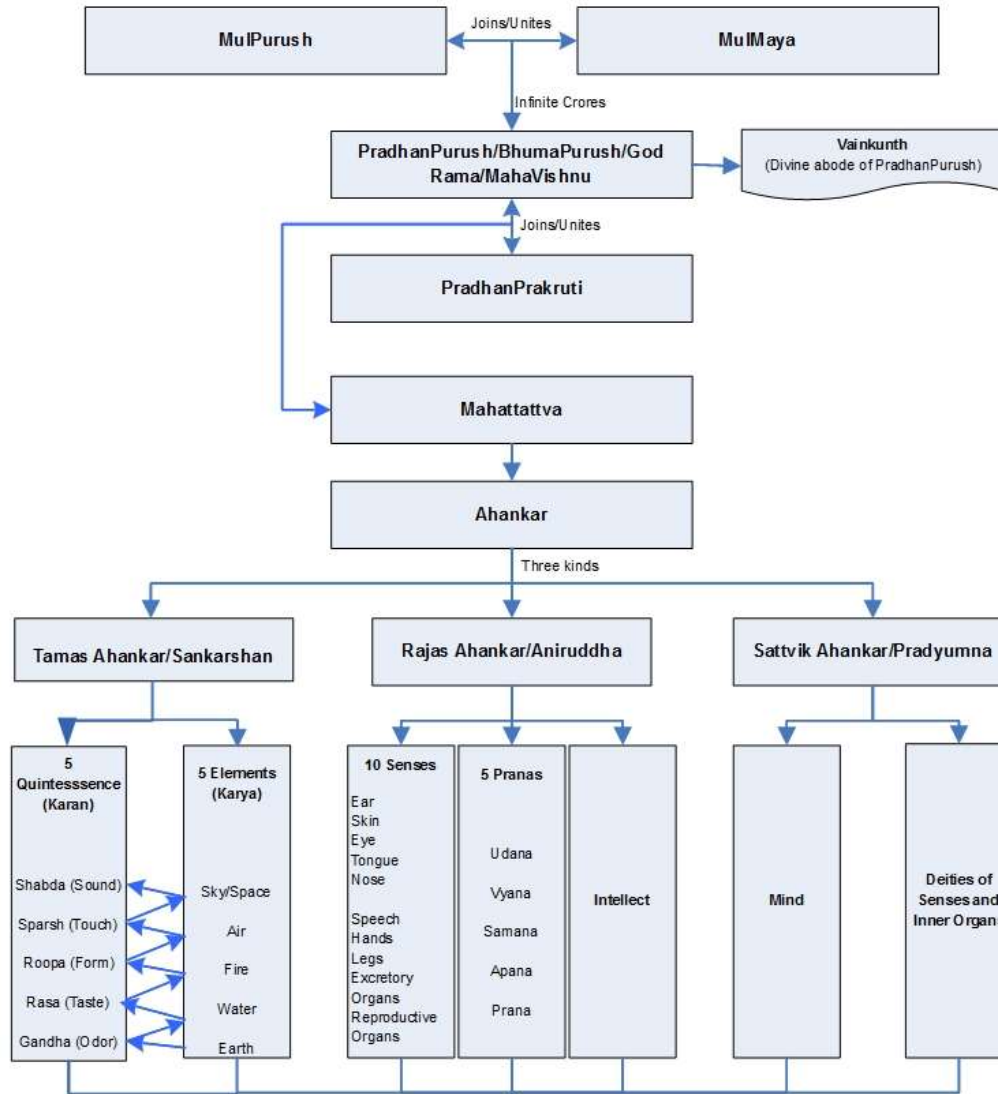 MulPurush
Joins/Unites
MulMaya
Infinite Crores
PradhanPurush/BhumaPurush/God
Rama/MahaVishnu
Vainkunth
(Divine abode of PradhanPurush)
Joins/Unites
PradhanPrakruti
Mahattattva
Ahankar
Three kinds
Tamas Ahankar/Sankarshan
Rajas Ahankar/Aniruddha
Sattvik Ahankar/Pradyumna
5
Quintesssence
(Karan)
Shabda (Sound)
Sparsh (Touch)
Roopa (Form)
Rasa (Taste)
Gandha (Odor)
5 Elements
(Karya)
Sky/Space
Air
Fire
Water
Earth
10 Senses
Ear
Skin
Eye
Tongue
Nose
Speech
Hands
Legs
Excretory
Organs
Reproductive
Organs
5 Pranas
Udana
Vyana
Samana
Apana
Prana
Intellect
Mind
Deities of
Senses and
Inner Organ